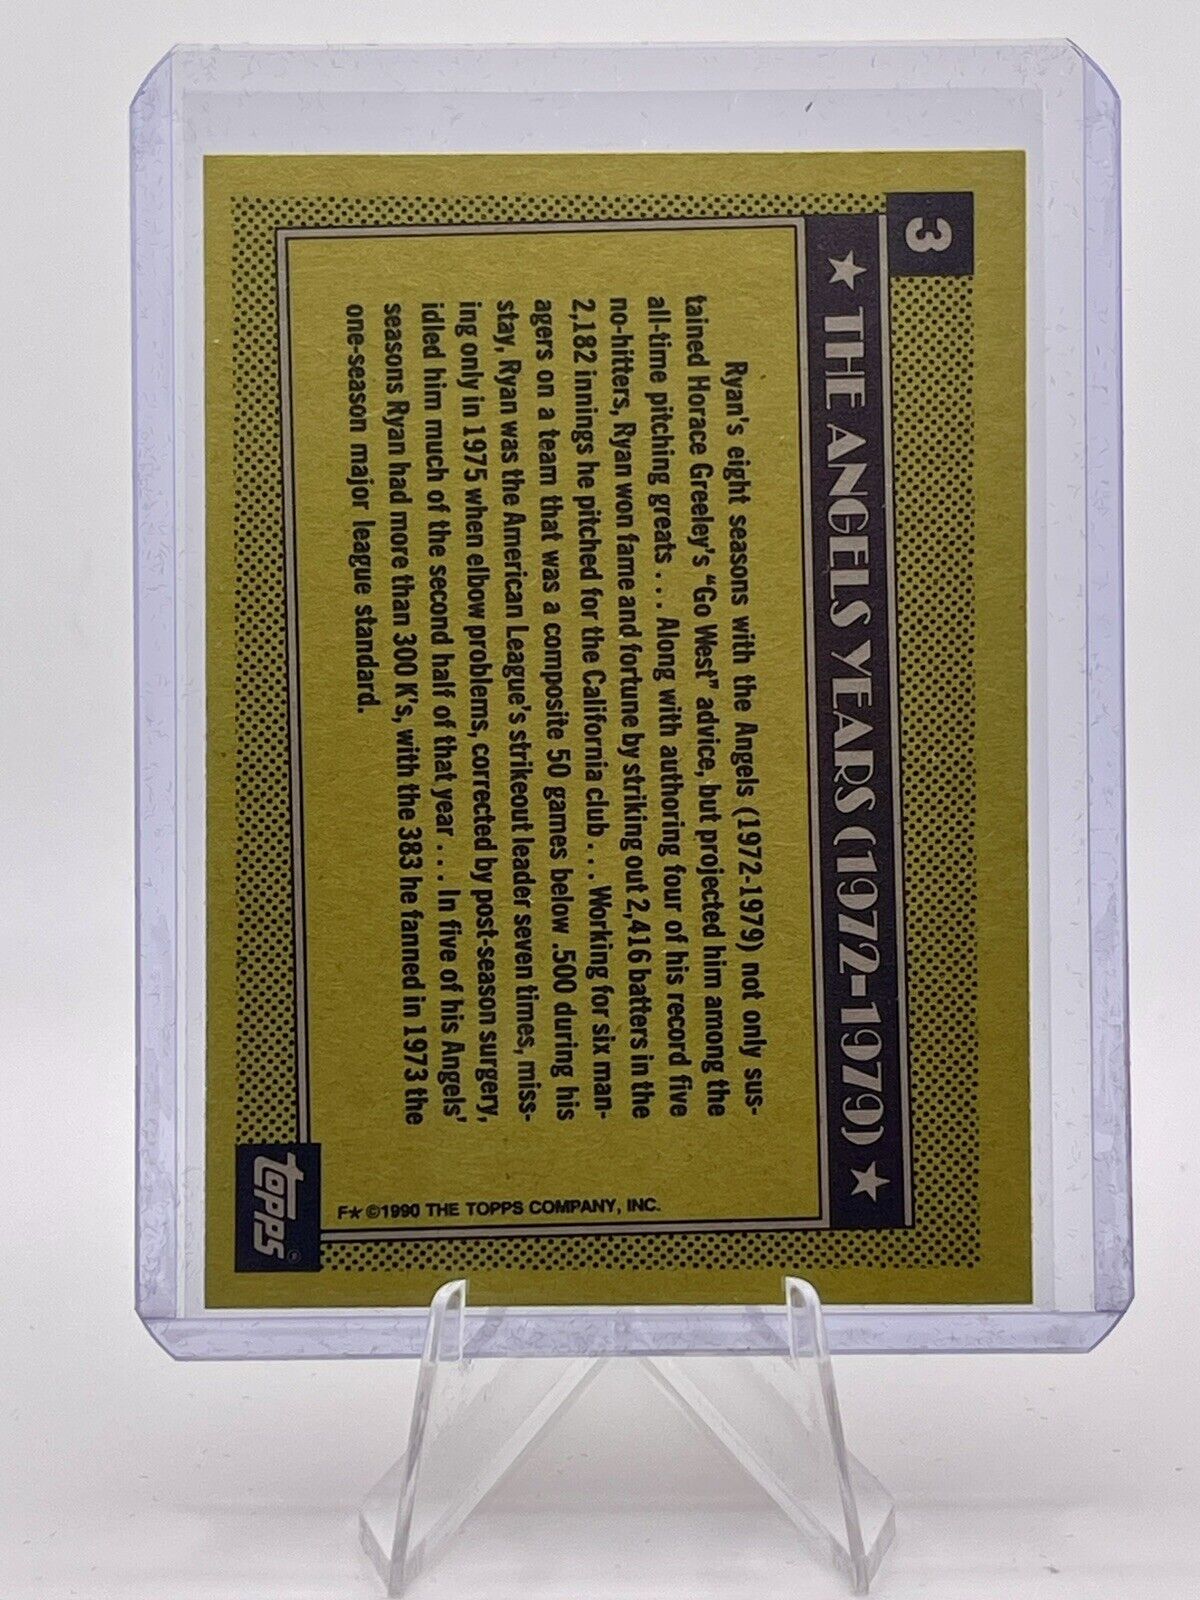 3
★ THE ANGELS YEARS (1972-1979) ★
Ryan's eight seasons with the Angels (1972-1979) not only sus-
tained Horace Greeley's "Go West" advice, but projected him among the
all-time pitching greats . . . Along with authoring four of his record five
no-hitters, Ryan won fame and fortune by striking out 2,416 batters in the
2,182 innings he pitched for the California club . . . Working for six man-
agers on a team that was a composite 50 games below .500 during his
stay, Ryan was the American League's strikeout leader seven times, miss-
ing only in 1975 when elbow problems, corrected by post-season surgery,
idled him much of the second half of that year . . . In five of his Angels'
seasons Ryan had more than 300 K's, with the 383 he fanned in 1973 the
one-season major league standard.
F★ ©1990 THE TOPPS COMPANY, INC.
topps®